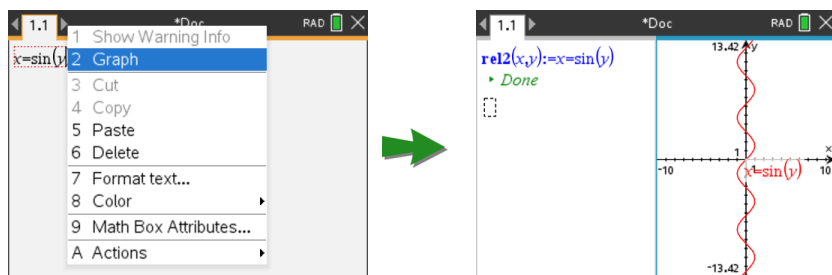 1.1 *Doc RAD
x=sin(y
1 Show Warning Info
2 Graph
3 Cut
4 Copy
5 Paste
6 Delete
7 Format text...
8 Color
9 Math Box Attributes...
A Actions
1.1 *Doc RAD
rel2(x,y):=x=sin(y)
Done
13.42 y
1
x
-10 1 10
x=sin(y)
-13.42